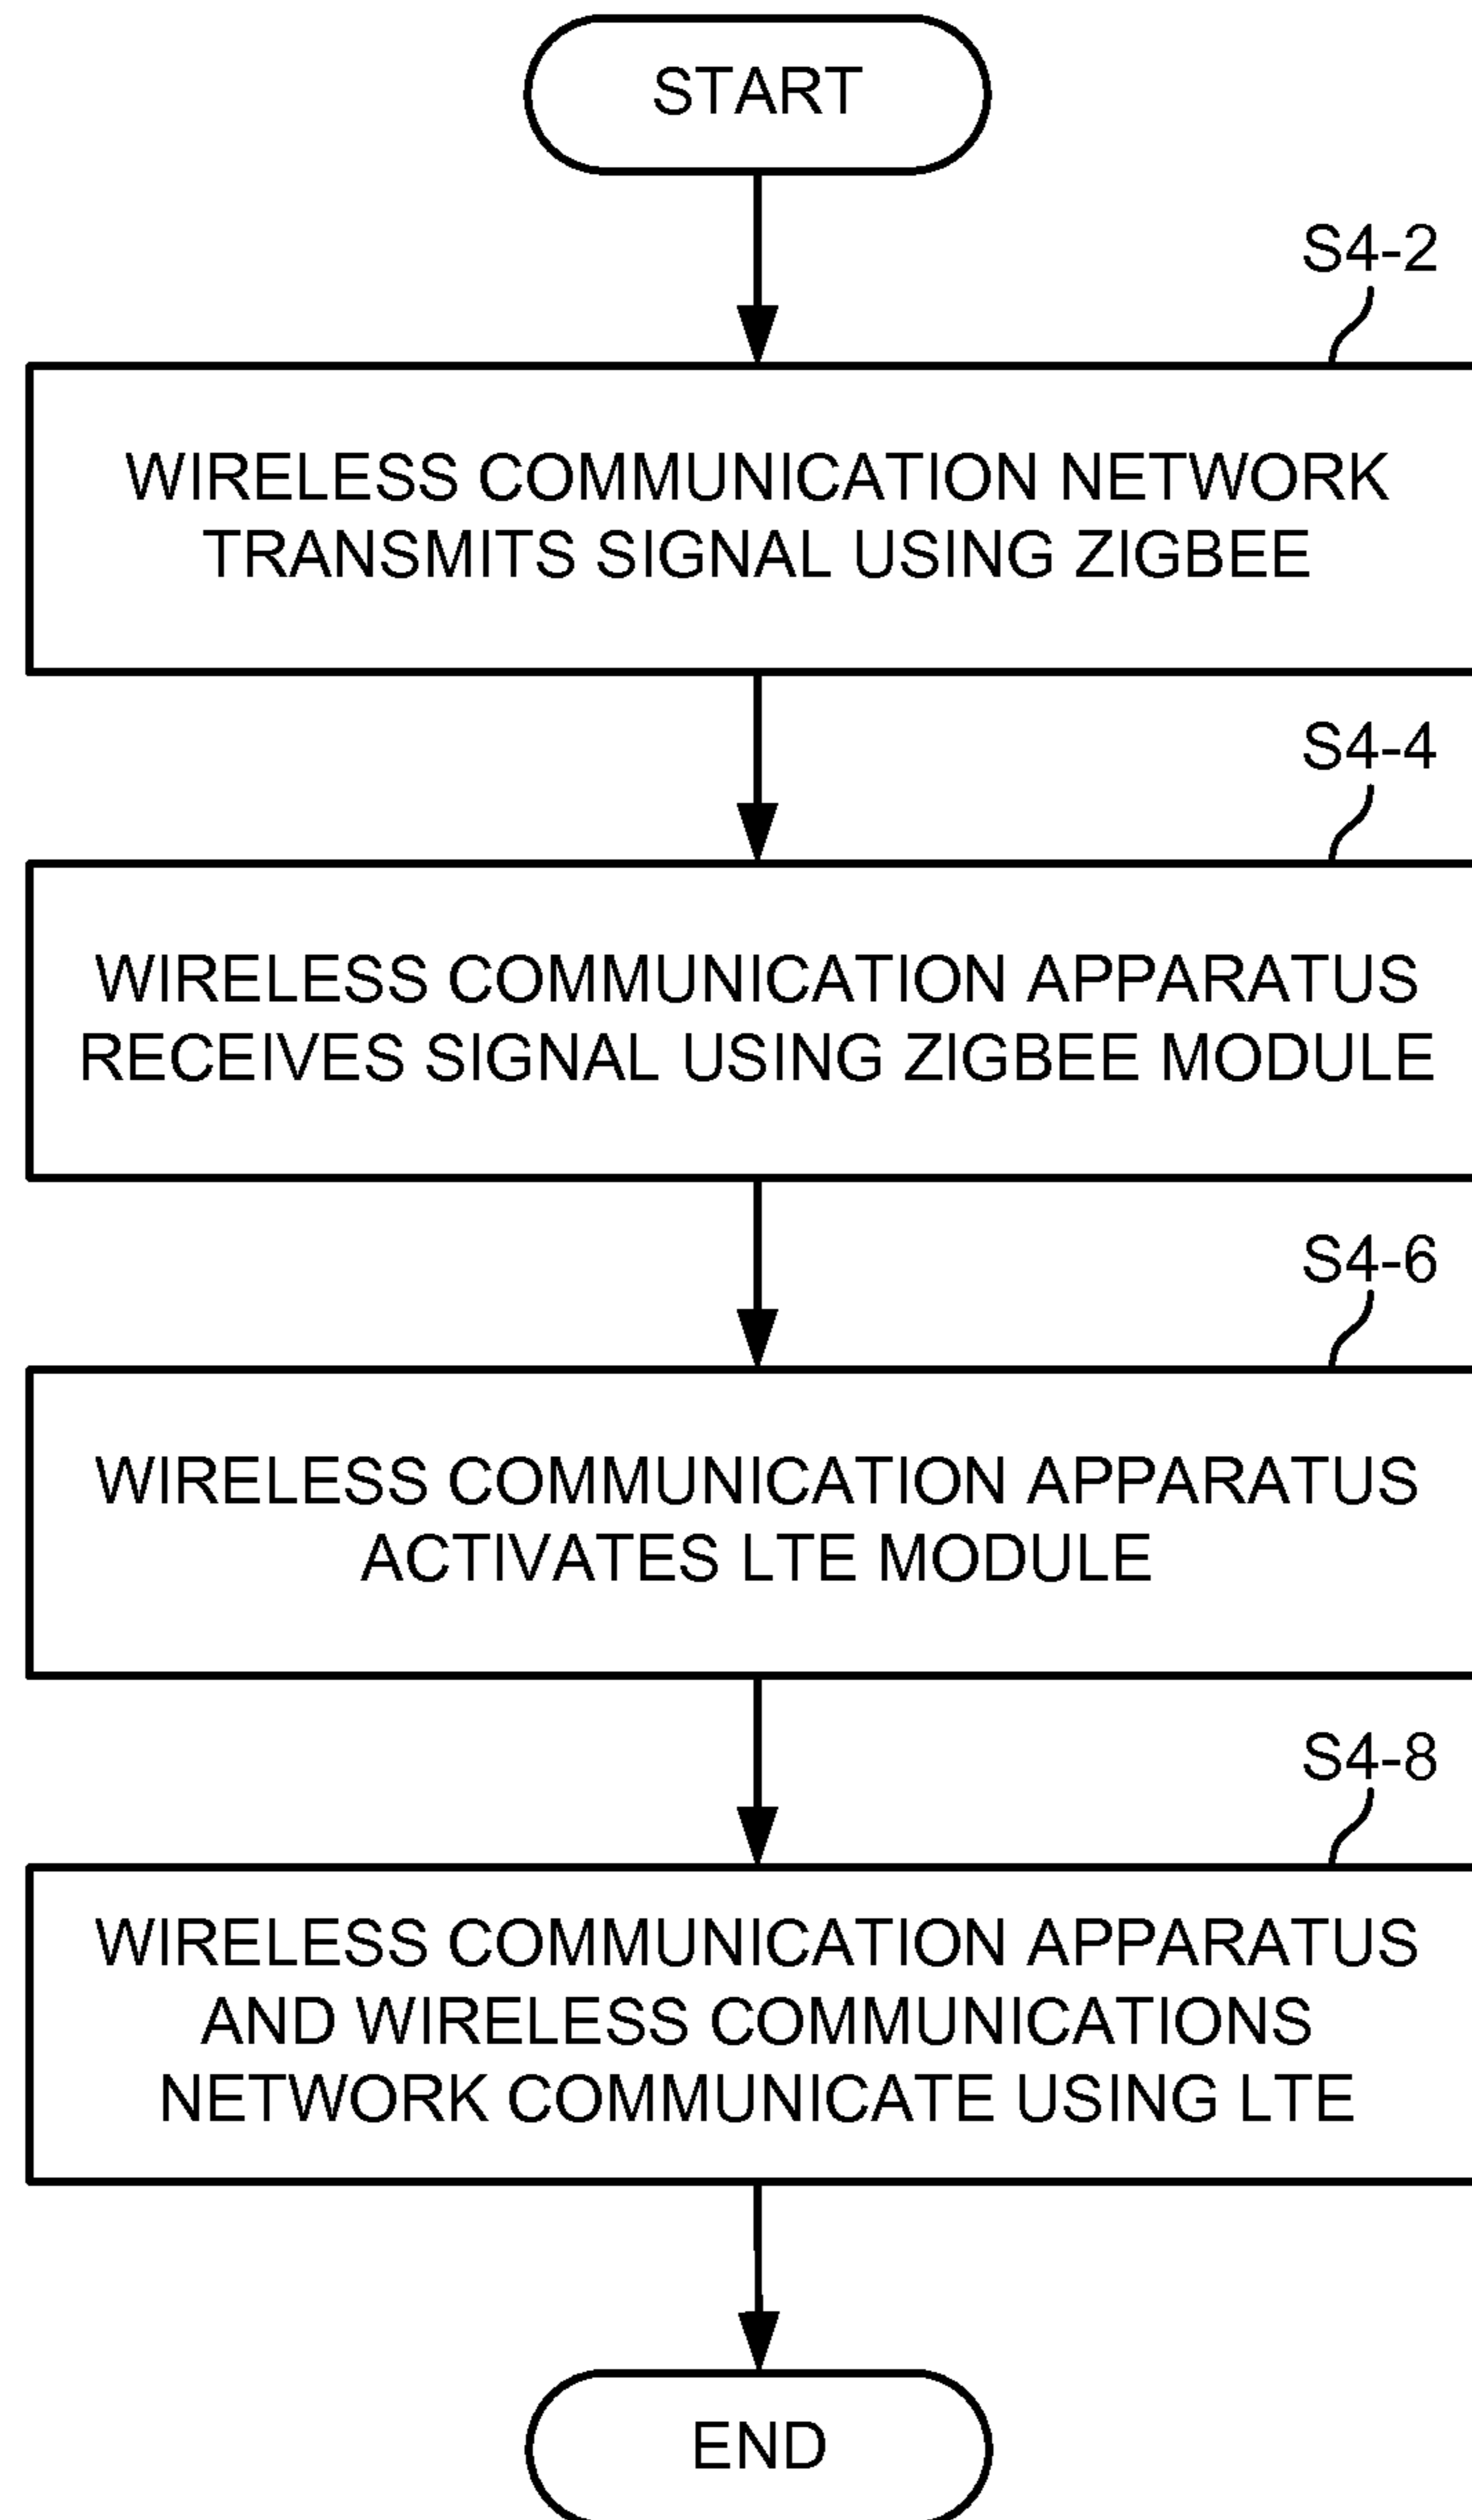 START
S4-2
WIRELESS COMMUNICATION NETWORK
TRANSMITS SIGNAL USING ZIGBEE
S4-4
WIRELESS COMMUNICATION APPARATUS
RECEIVES SIGNAL USING ZIGBEE MODULE
S4-6
WIRELESS COMMUNICATION APPARATUS
ACTIVATES LTE MODULE
S4-8
WIRELESS COMMUNICATION APPARATUS
AND WIRELESS COMMUNICATIONS
NETWORK COMMUNICATE USING LTE
END